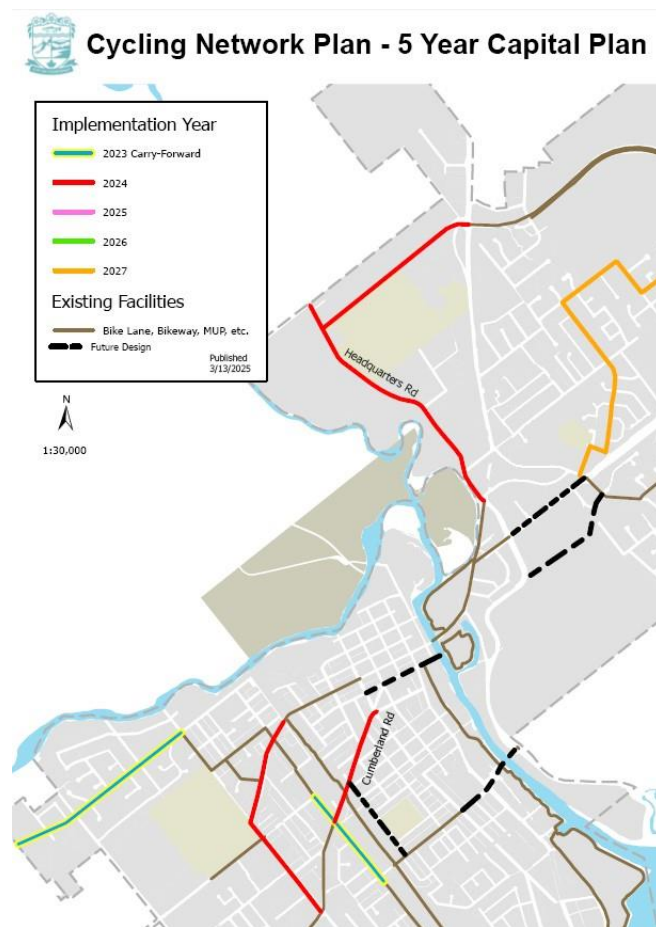 Cycling Network Plan - 5 Year Capital Plan
Implementation Year
2023 Carry-Forward
2024
2025
2026
2027
Existing Facilities
Bike Lane, Bikeway, MUP, etc.
Future Design
Published
3/13/2025
N
1:30,000
Headquarters Rd
Cumberland Rd